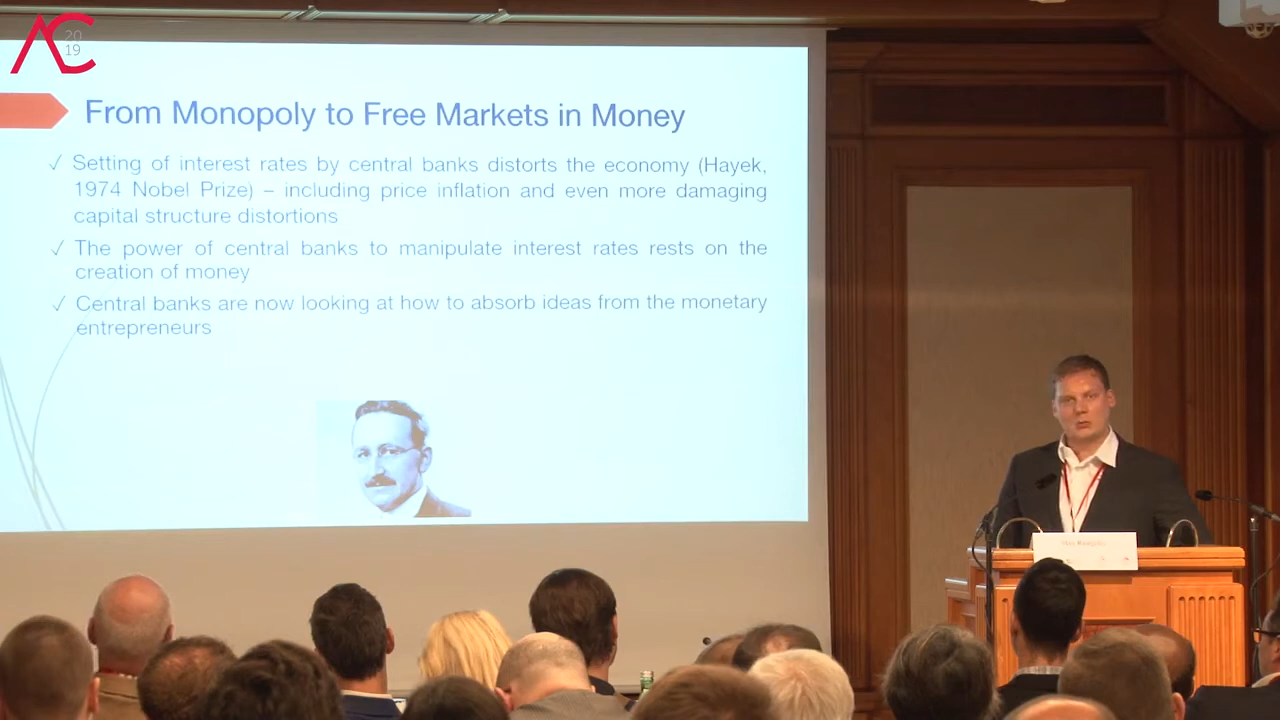 AC
20
19
From Monopoly to Free Markets in Money
✓ Setting of interest rates by central banks distorts the economy (Hayek,
1974 Nobel Prize) – including price inflation and even more damaging
capital structure distortions
✓ The power of central banks to manipulate interest rates rests on the
creation of money
✓ Central banks are now looking at how to absorb ideas from the monetary
entrepreneurs